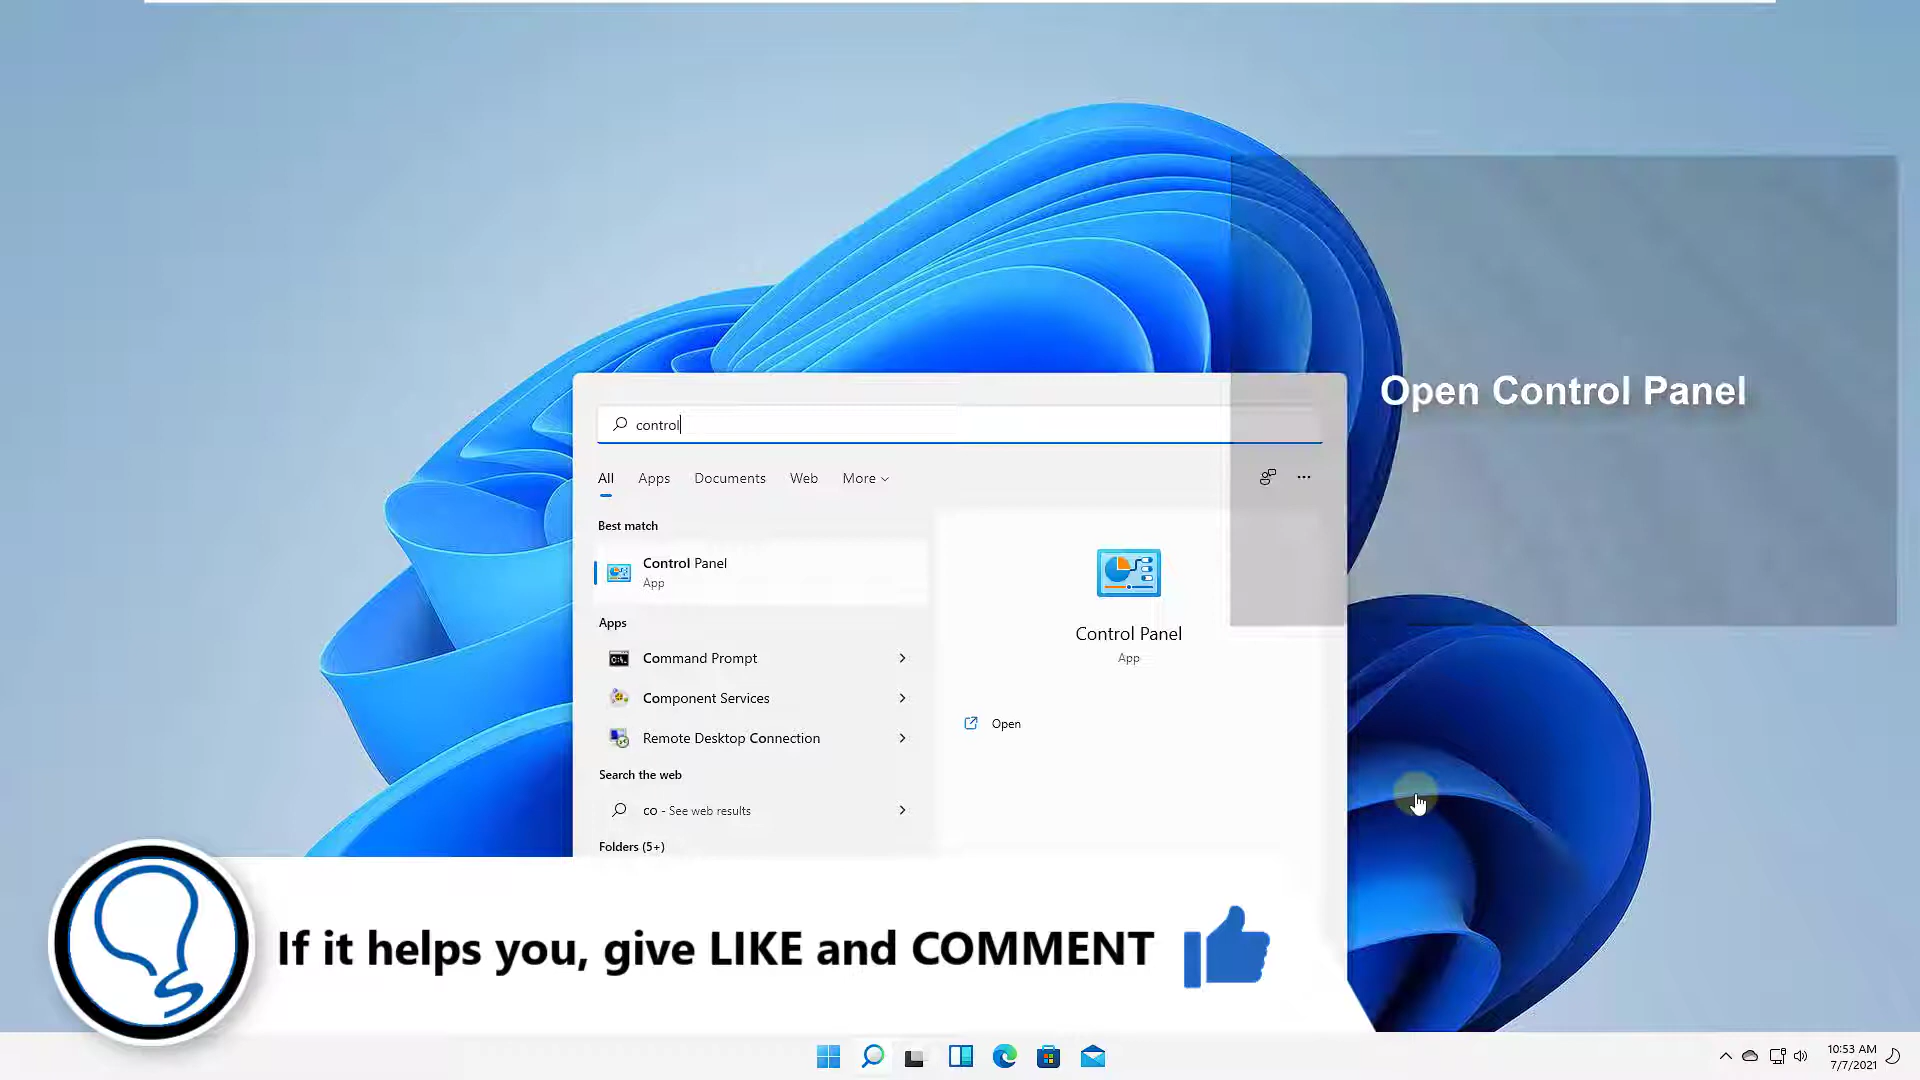 Open Control Panel
control
All Apps Documents Web More
Best match
Control Panel
App
Apps
Command Prompt
Component Services
Remote Desktop Connection
Search the web
co - See web results
Folders (5+)
Control Panel
App
Open
If it helps you, give LIKE and COMMENT
10:53 AM
7/7/2021